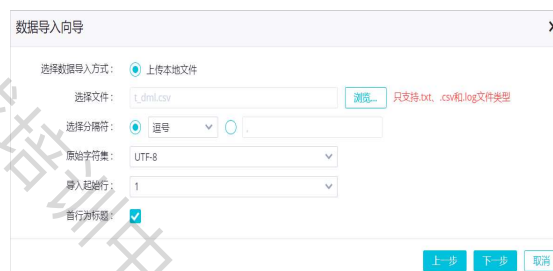 数据导入向导
选择数据导入方式： 上传本地文件
选择文件： t_dml.csv 浏览... 只支持.txt、.csv和.log文件类型
选择分隔符： 逗号 ,
原始字符集： UTF-8
导入起始行： 1
首行为标题：
上一步 下一步 取消